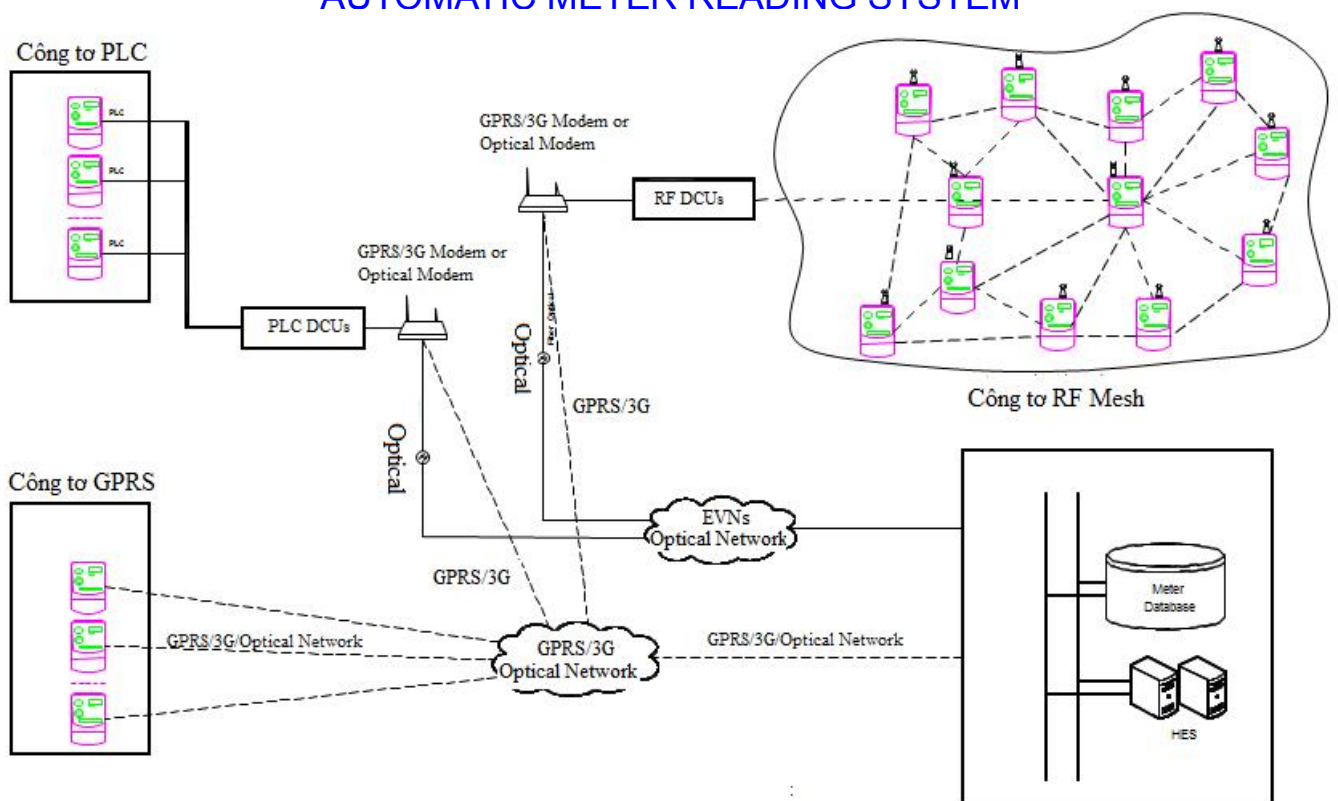 AUTOMATIC METER READING SYSTEM
Công tơ PLC
PLC
PLC
PLC
GPRS/3G Modem or
Optical Modem
RF DCUs
GPRS/3G Modem or
Optical Modem
PLC DCUs
Optical
Optical
GPRS/3G
Công tơ RF Mesh
Công tơ GPRS
EVNs
Optical Network
GPRS/3G
GPRS/3G/Optical Network
GPRS/3G
Optical Network
GPRS/3G/Optical Network
Meter
Database
HES